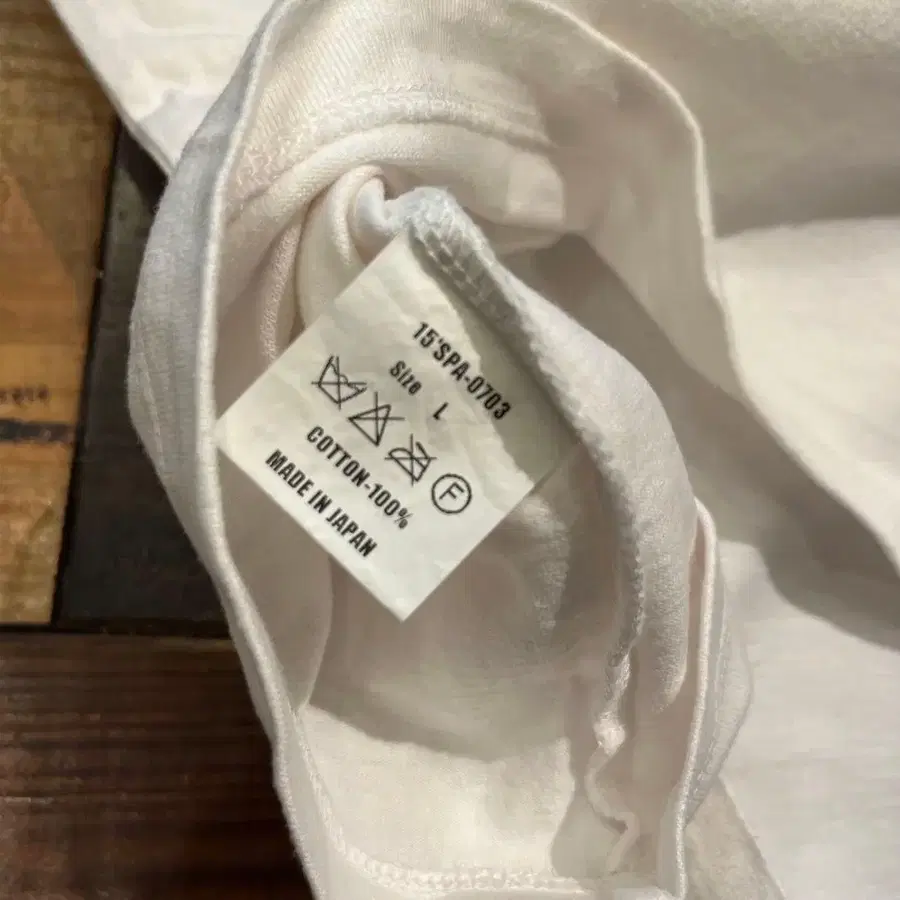 15'SPA-0703
Size L
F
COTTON-100%
MADE IN JAPAN